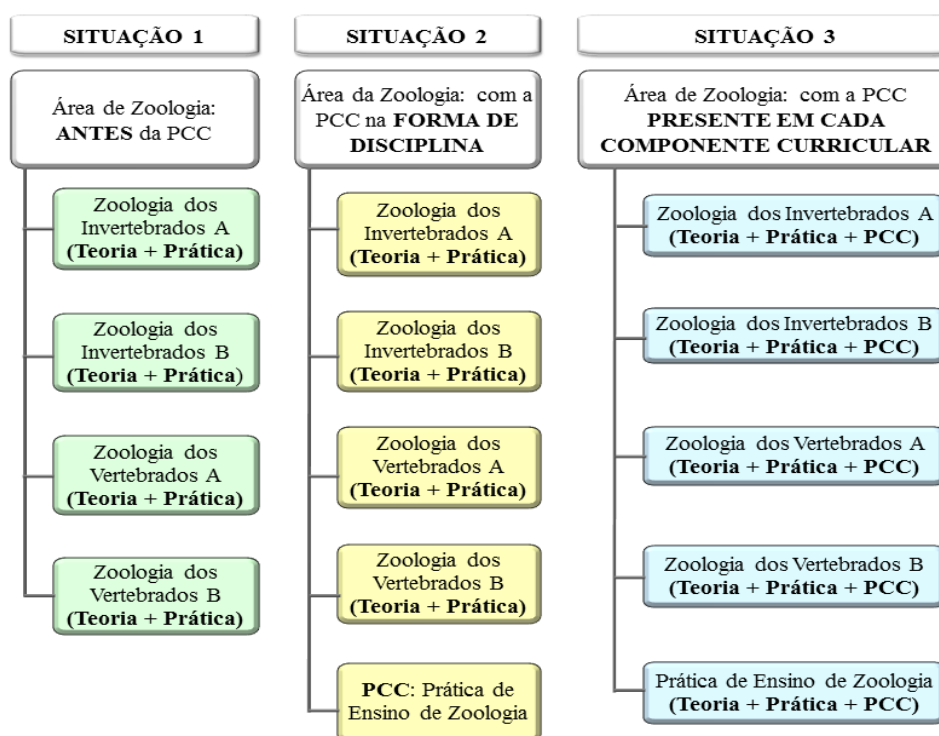 SITUAÇÃO 1
Área de Zoologia:
ANTES da PCC
Zoologia dos
Invertebrados A
(Teoria + Prática)
Zoologia dos
Invertebrados B
(Teoria + Prática)
Zoologia dos
Vertebrados A
(Teoria + Prática)
Zoologia dos
Vertebrados B
(Teoria + Prática)
SITUAÇÃO 2
Área da Zoologia: com a
PCC na FORMA DE
DISCIPLINA
Zoologia dos
Invertebrados A
(Teoria + Prática)
Zoologia dos
Invertebrados B
(Teoria + Prática)
Zoologia dos
Vertebrados A
(Teoria + Prática)
Zoologia dos
Vertebrados B
(Teoria + Prática)
PCC: Prática de
Ensino de Zoologia
SITUAÇÃO 3
Área de Zoologia: com a PCC
PRESENTE EM CADA
COMPONENTE CURRICULAR
Zoologia dos Invertebrados A
(Teoria + Prática + PCC)
Zoologia dos Invertebrados B
(Teoria + Prática + PCC)
Zoologia dos Vertebrados A
(Teoria + Prática + PCC)
Zoologia dos Vertebrados B
(Teoria + Prática + PCC)
Prática de Ensino de Zoologia
(Teoria + Prática + PCC)